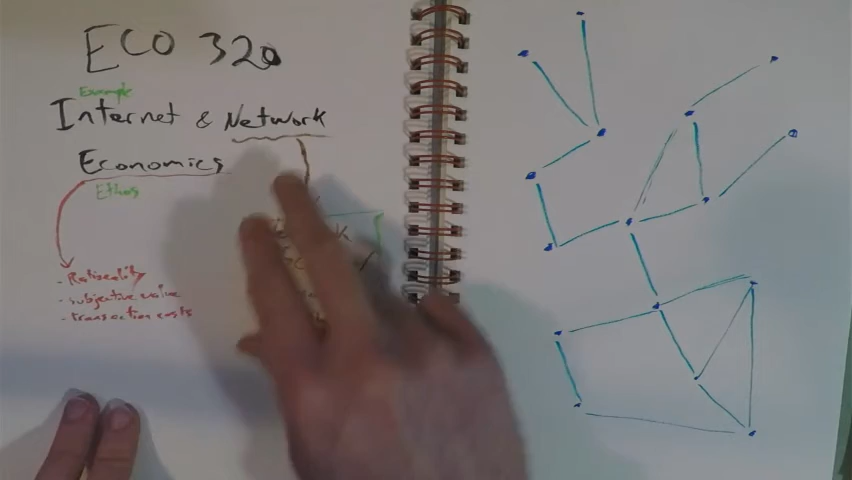 ECO 320
Example
Internet & Network
Economics
Ethos
- Rationality
- subjective value
- transaction costs